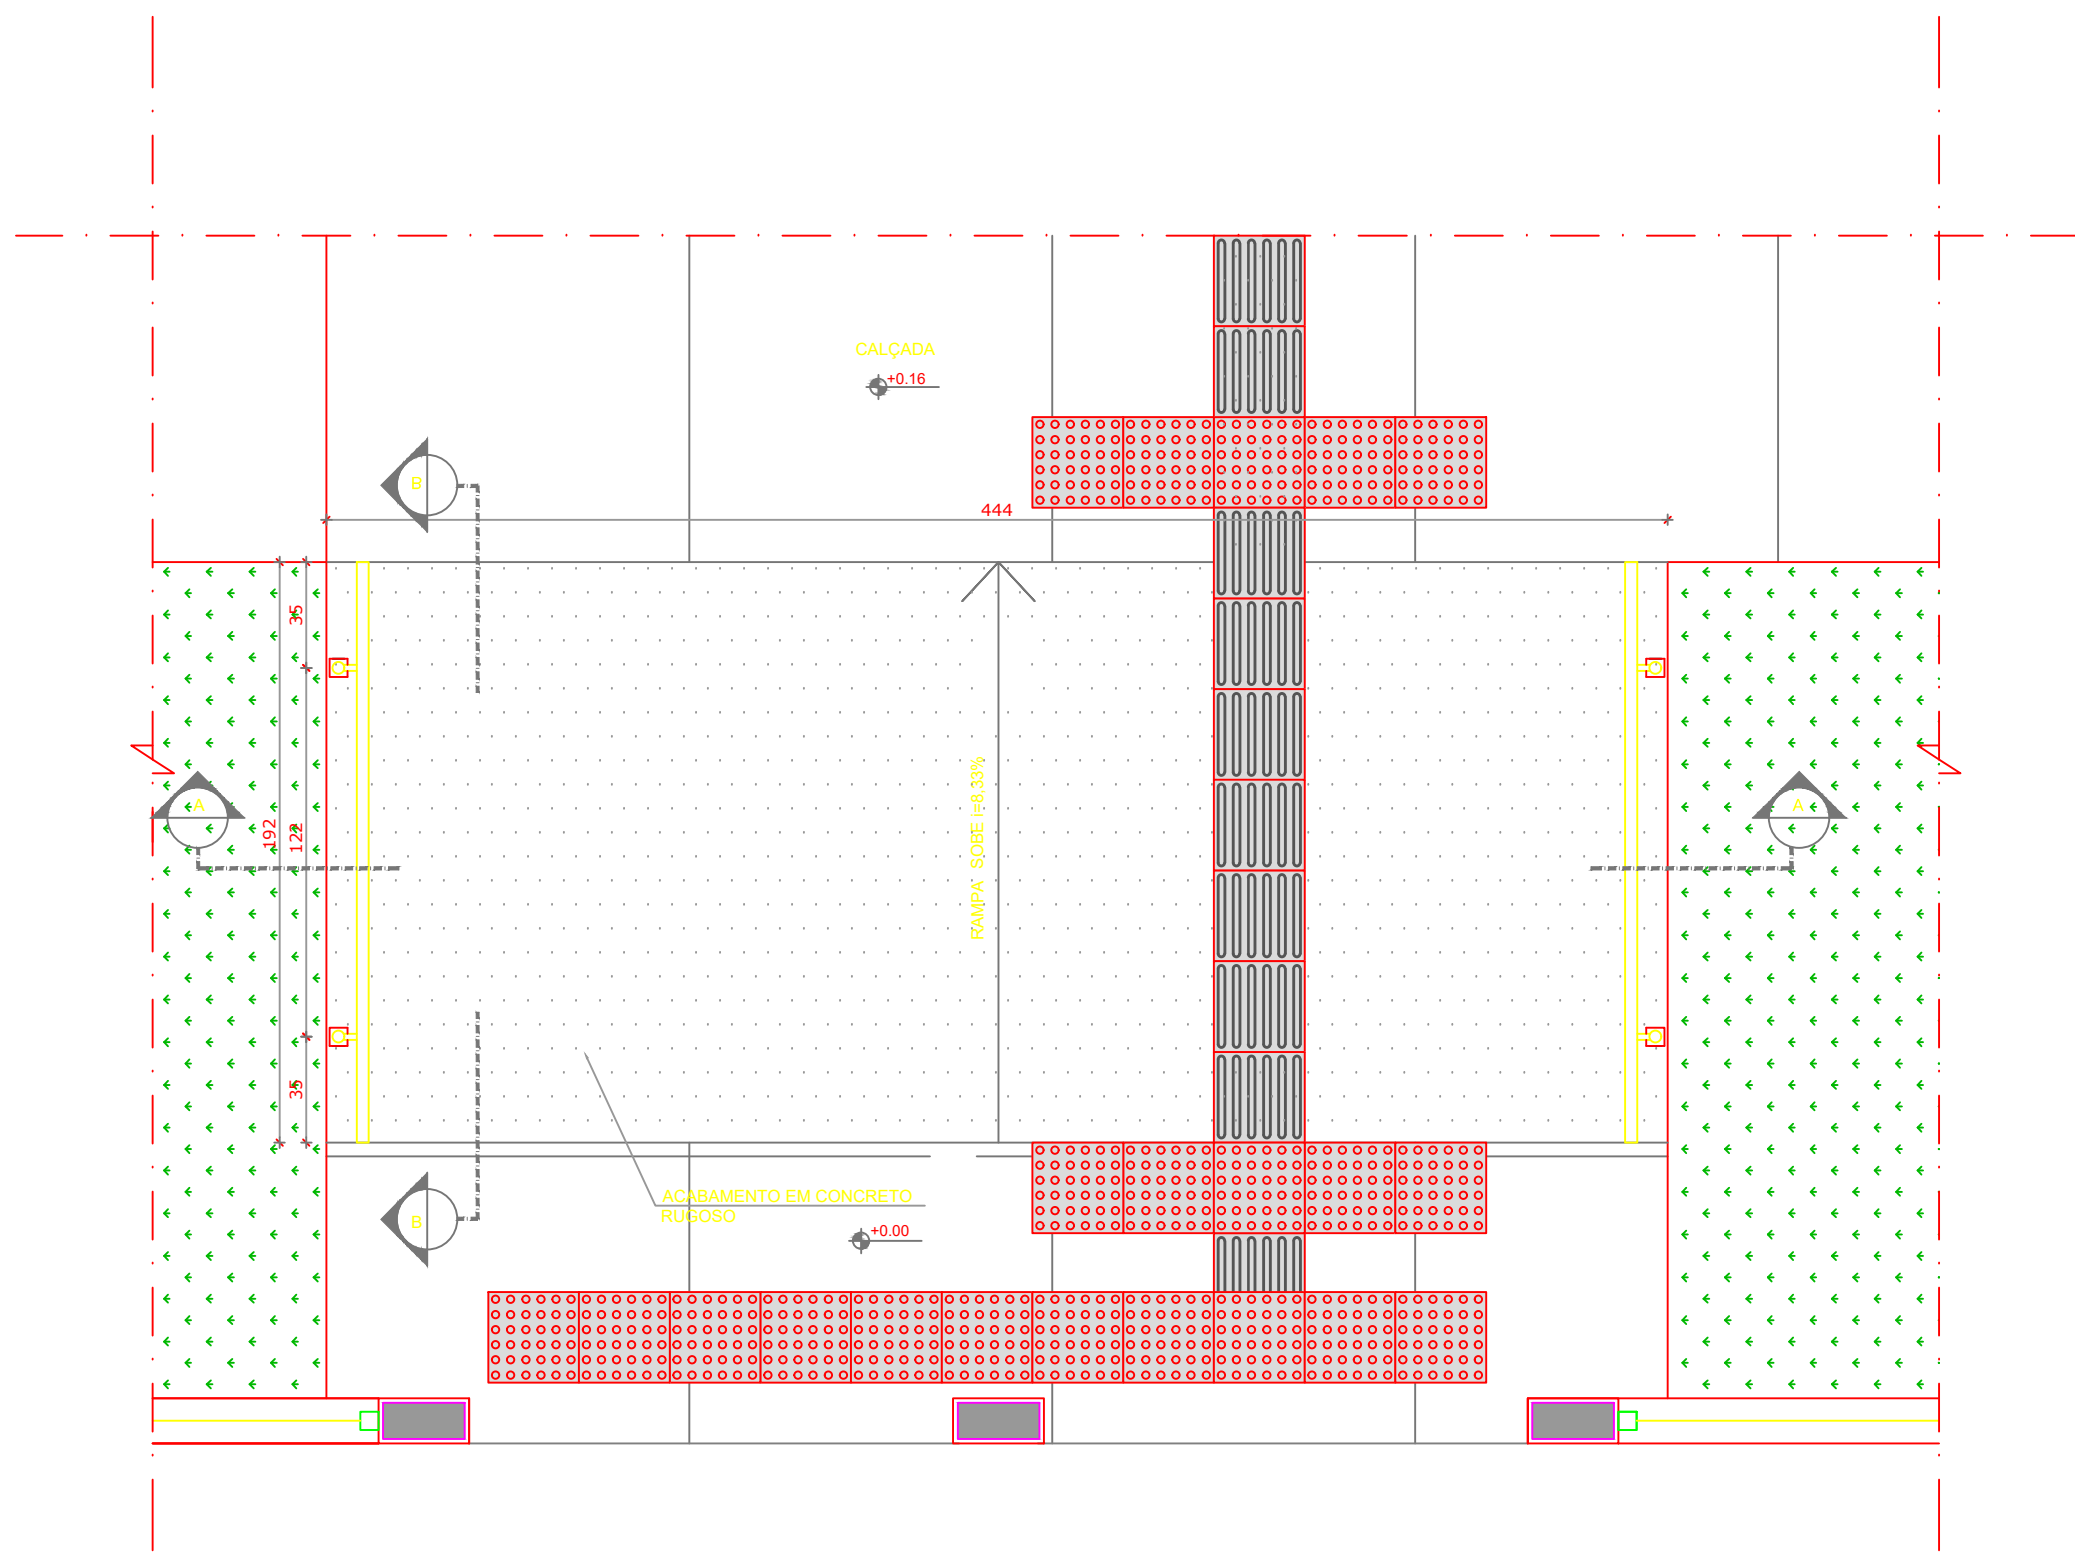 CALÇADA
+0.16
B
444
35
A
A
192
122
RAMPA SOBE i=8,33%
35
ACABAMENTO EM CONCRETO
RUGOSO
B
+0.00